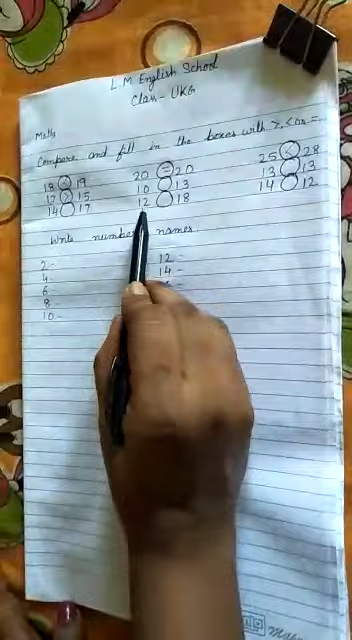 L M English School
Class - UKG
Maths
Compare and fill in the boxes with >, < or =.
18 < 19 20 = 20 25 < 28
17 > 15 10 ○ 13 13 ○ 13
14 ○ 17 12 ○ 18 14 ○ 12
Write number names.
2 - 12 -
4 - 14 -
6 -
8 -
10 -